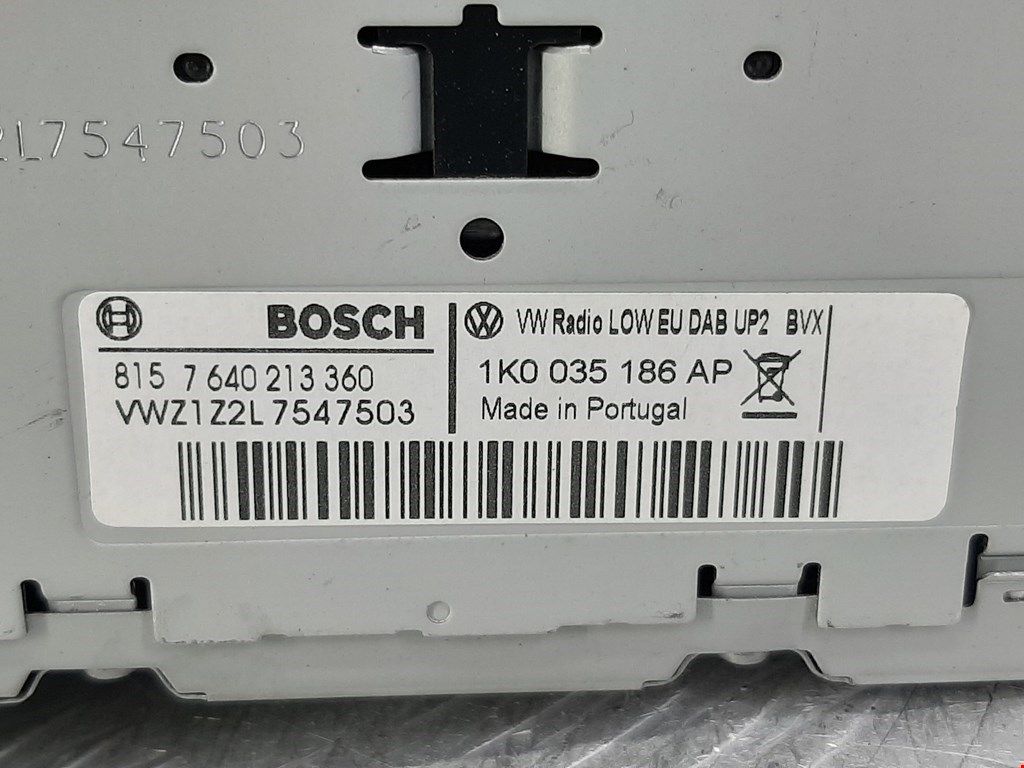 2L7547503
BOSCH
815 7 640 213 360
VWZ1Z2L7547503
VW Radio LOW EU DAB UP2 BVX
1K0 035 186 AP
Made in Portugal